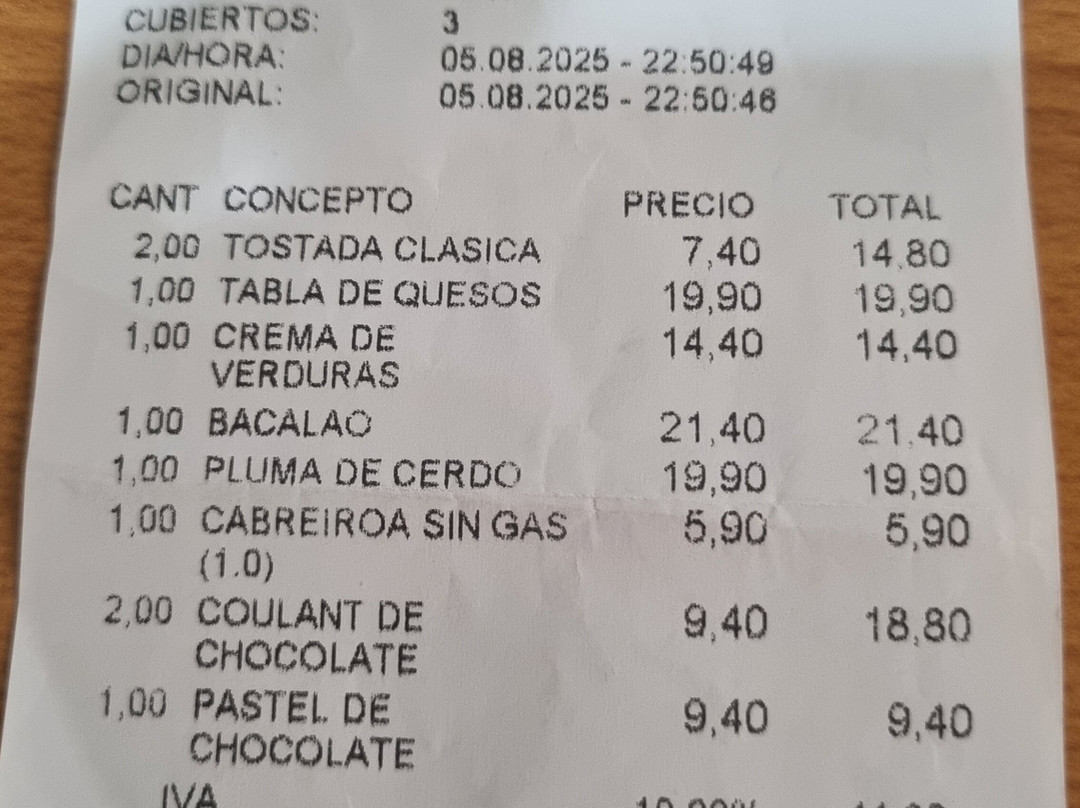 CUBIERTOS: 3
DIA/HORA: 05.08.2025 - 22:50:49
ORIGINAL: 05.08.2025 - 22:50:46
CANT CONCEPTO PRECIO TOTAL
2,00 TOSTADA CLASICA 7,40 14,80
1,00 TABLA DE QUESOS 19,90 19,90
1,00 CREMA DE 14,40 14,40
VERDURAS
1,00 BACALAO 21,40 21,40
1,00 PLUMA DE CERDO 19,90 19,90
1,00 CABREIROA SIN GAS 5,90 5,90
(1.0)
2,00 COULANT DE 9,40 18,80
CHOCOLATE
1,00 PASTEL DE 9,40 9,40
CHOCOLATE
IVA